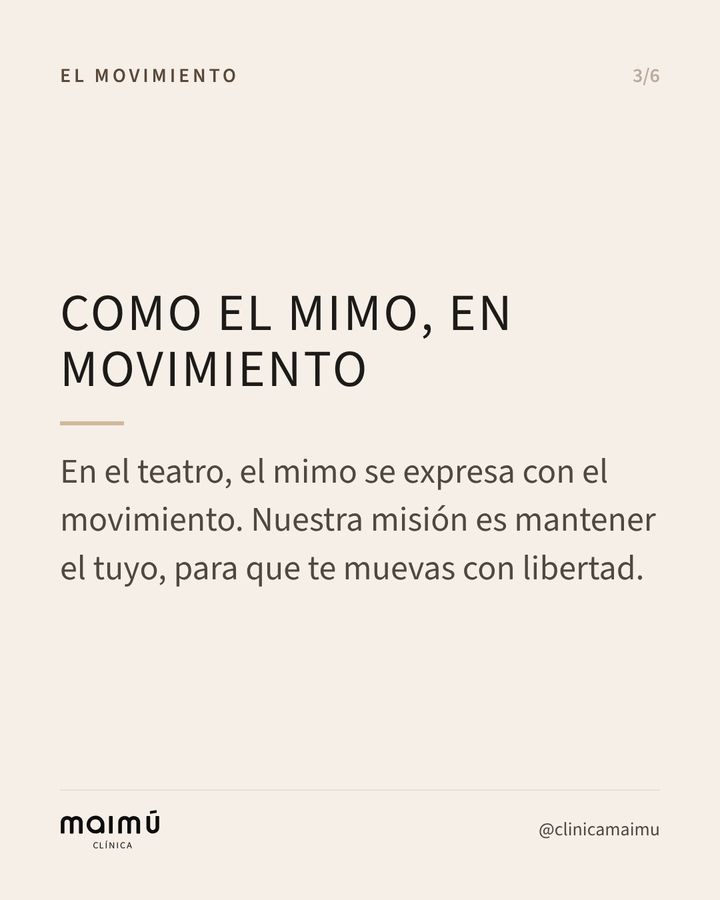 EL MOVIMIENTO
3/6
COMO EL MIMO, EN
MOVIMIENTO
En el teatro, el mimo se expresa con el
movimiento. Nuestra misión es mantener
el tuyo, para que te muevas con libertad.
maimú
CLÍNICA
@clinicamaimu